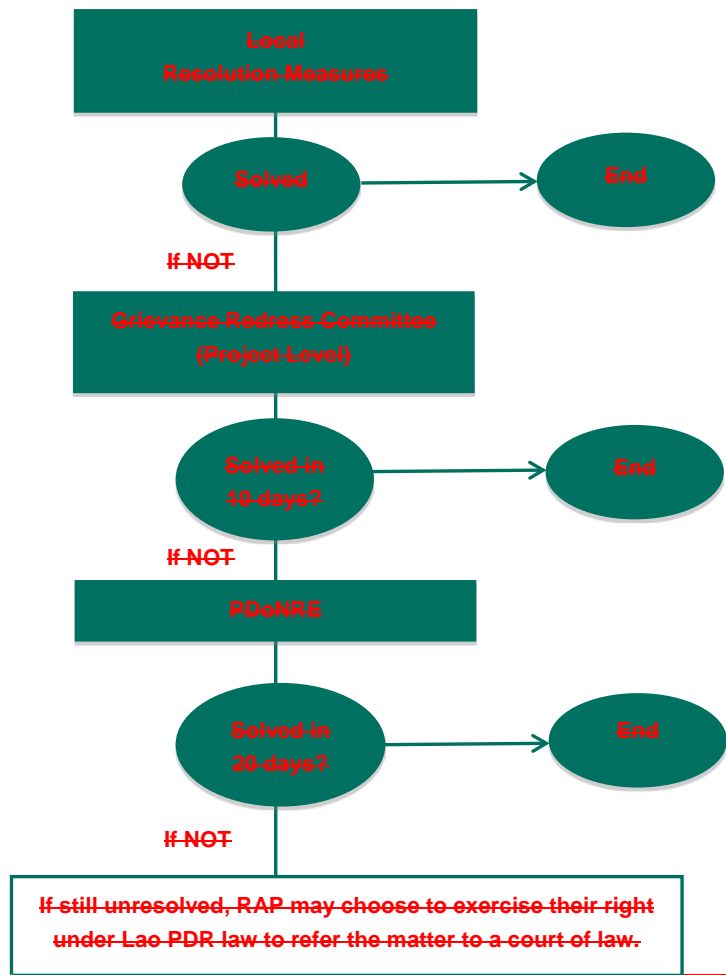 Local
Resolution Measures
Solved
End
If NOT
Grievance Redress Committee
(Project Level)
Solved in
10 days?
End
If NOT
PDoNRE
Solved in
20 days?
End
If NOT
If still unresolved, RAP may choose to exercise their right
under Lao PDR law to refer the matter to a court of law.